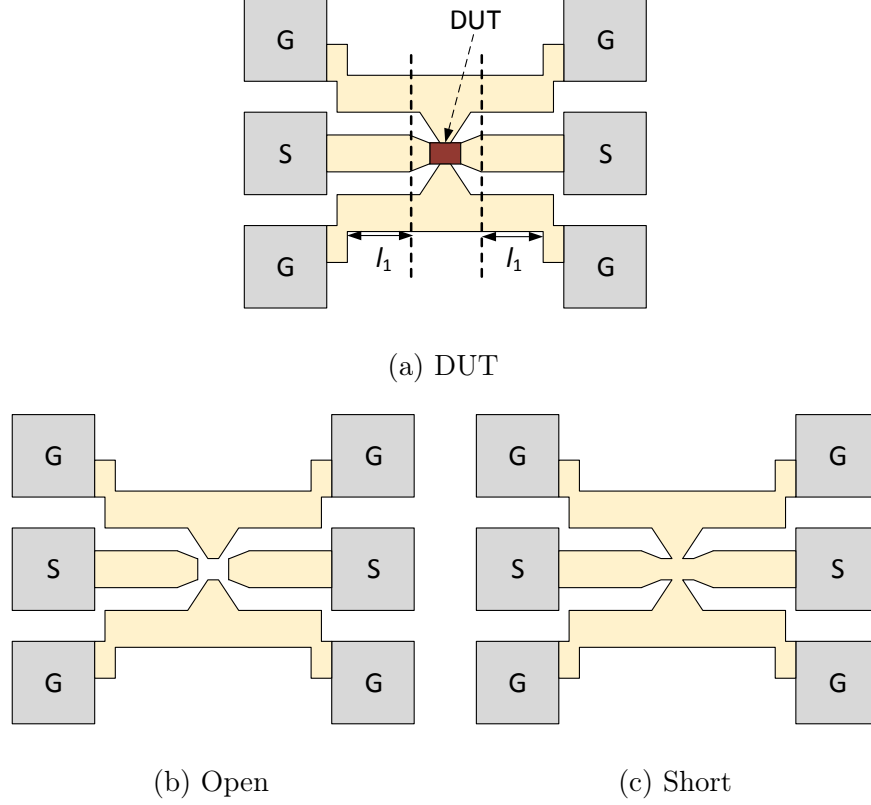 DUT
G G
S S
l1 l1
G G
(a) DUT
G G G G
S S S S
G G G G
(b) Open (c) Short